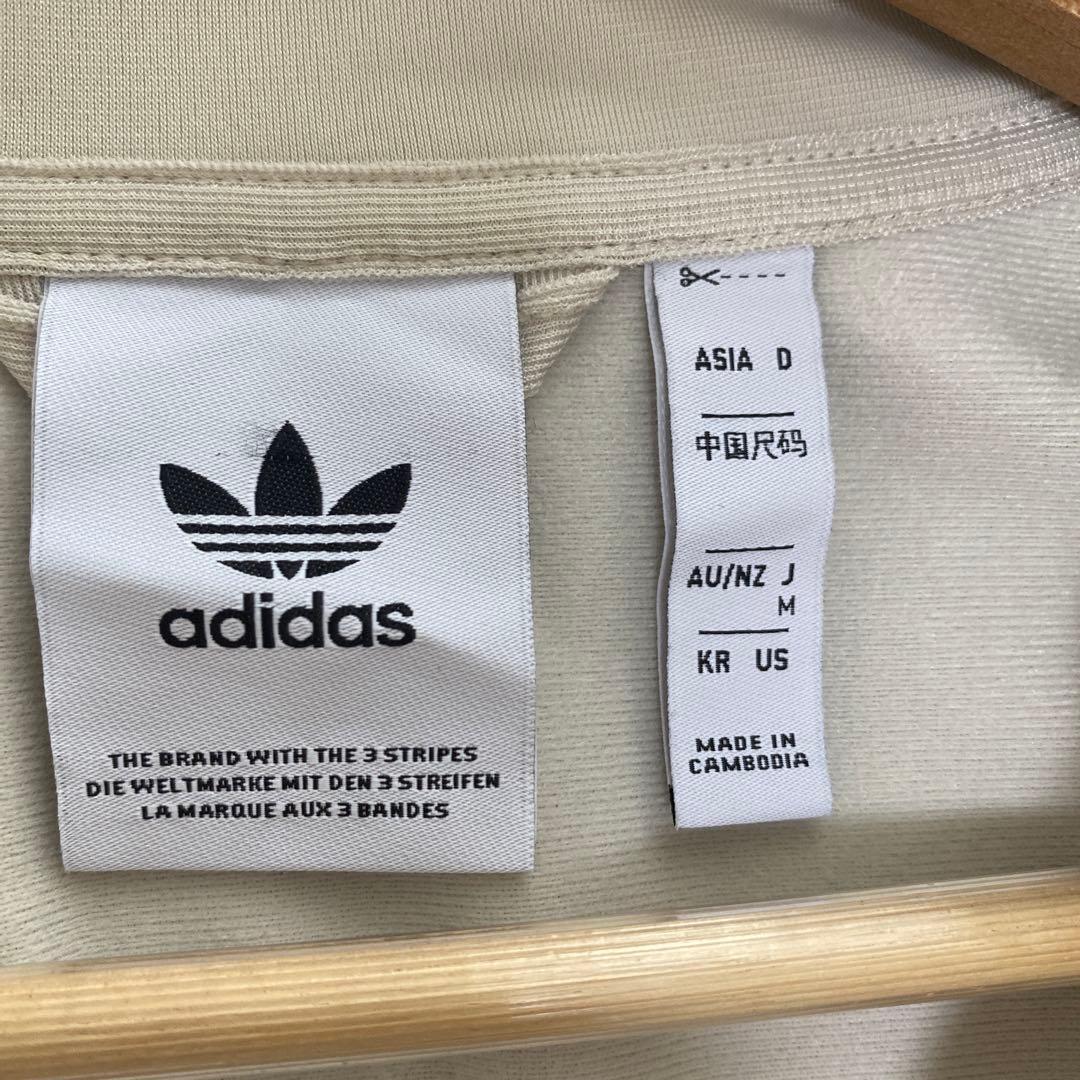 adidas
THE BRAND WITH THE 3 STRIPES
DIE WELTMARKE MIT DEN 3 STREIFEN
LA MARQUE AUX 3 BANDES
ASIA D
中国尺码
AU/NZ J
M
KR US
MADE IN
CAMBODIA